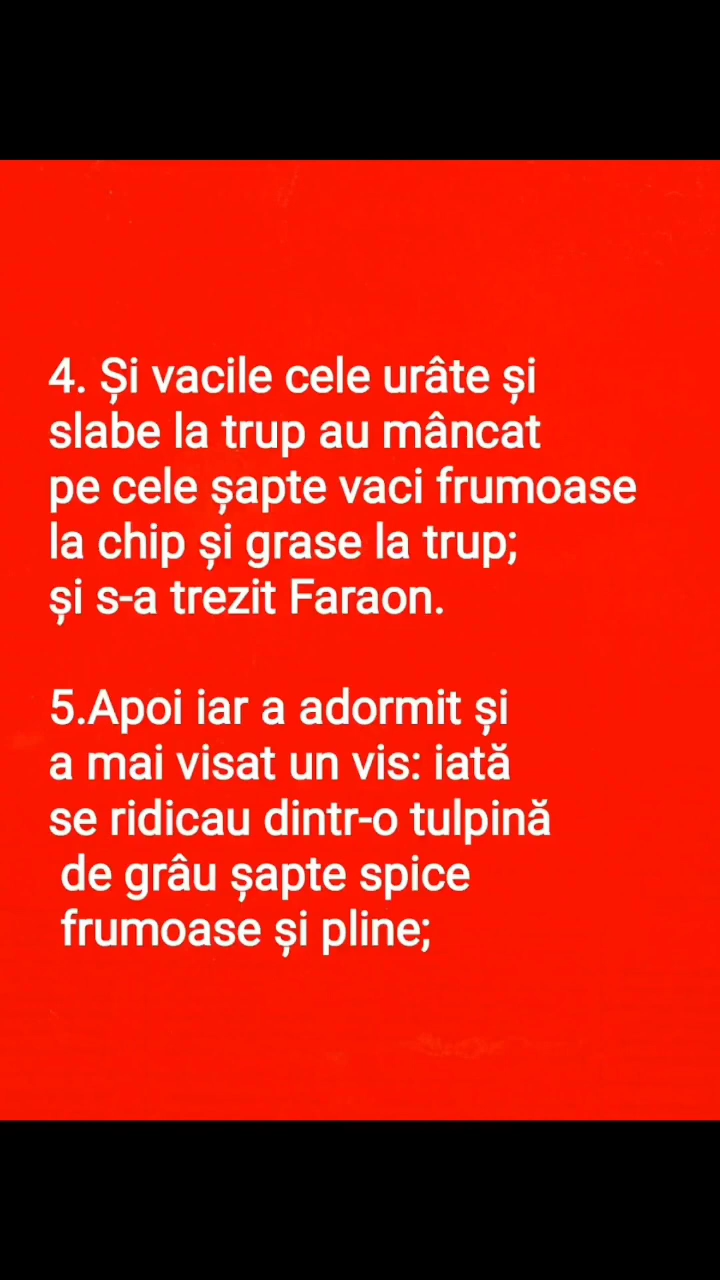 4. Și vacile cele urâte și
slabe la trup au mâncat
pe cele șapte vaci frumoase
la chip și grase la trup;
și s-a trezit Faraon.
5.Apoi iar a adormit și
a mai visat un vis: iată
se ridicau dintr-o tulpină
de grâu șapte spice
frumoase și pline;